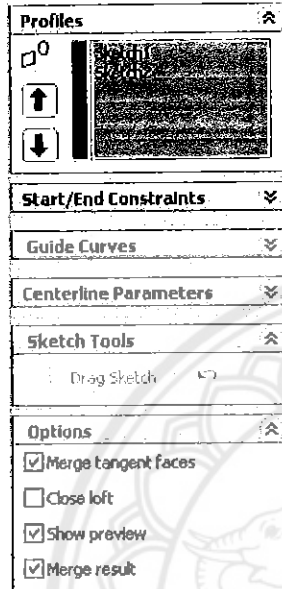 Profiles
Sketch1
Sketch2
Start/End Constraints
Guide Curves
Centerline Parameters
Sketch Tools
Drag Sketch
Options
Merge tangent faces
Close loft
Show preview
Merge result